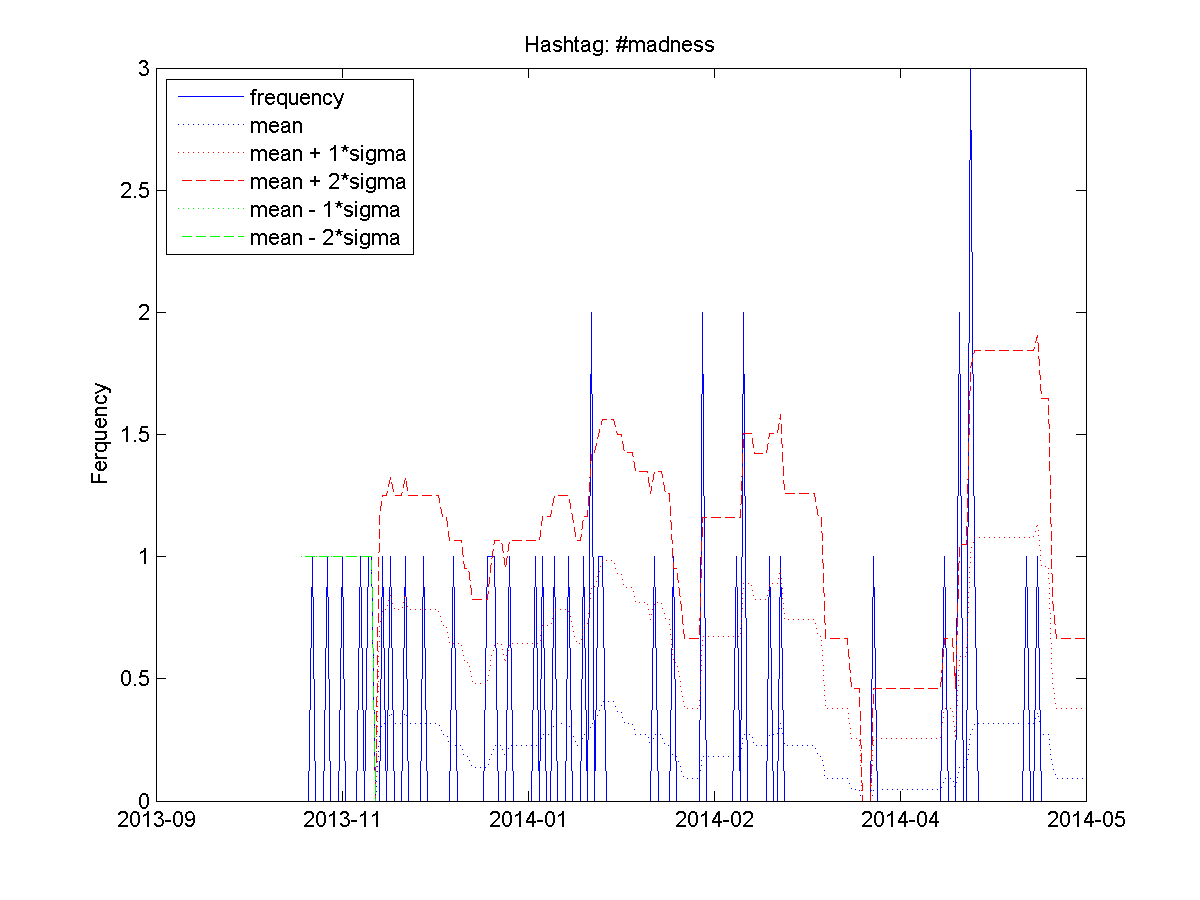 Hashtag: #madness
3
2.5
2
1.5
1
0.5
0
Ferquency
frequency
mean
mean + 1*sigma
mean + 2*sigma
mean - 1*sigma
mean - 2*sigma
2013-09 2013-11 2014-01 2014-02 2014-04 2014-05